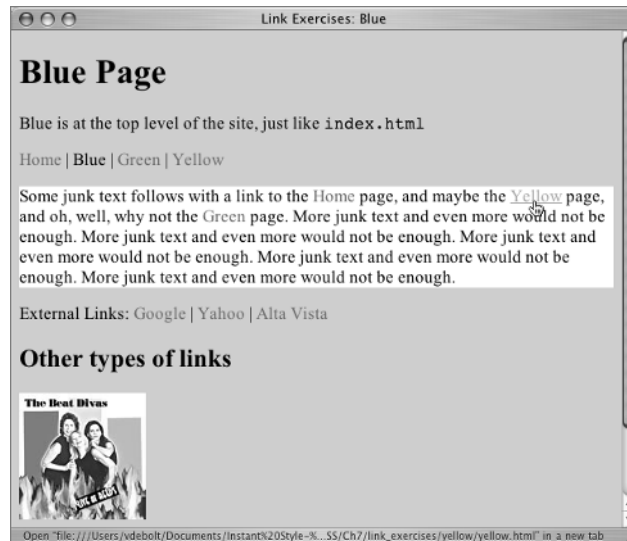 Link Exercises: Blue
Blue Page
Blue is at the top level of the site, just like index.html
Home | Blue | Green | Yellow
Some junk text follows with a link to the Home page, and maybe the Yellow page,
and oh, well, why not the Green page. More junk text and even more would not be
enough. More junk text and even more would not be enough. More junk text and
even more would not be enough. More junk text and even more would not be
enough. More junk text and even more would not be enough.
External Links: Google | Yahoo | Alta Vista
Other types of links
The Beat Divas
Open "file:///Users/vdebolt/Documents/Instant%20Style-%...SS/Ch7/link_exercises/yellow/yellow.html" in a new tab